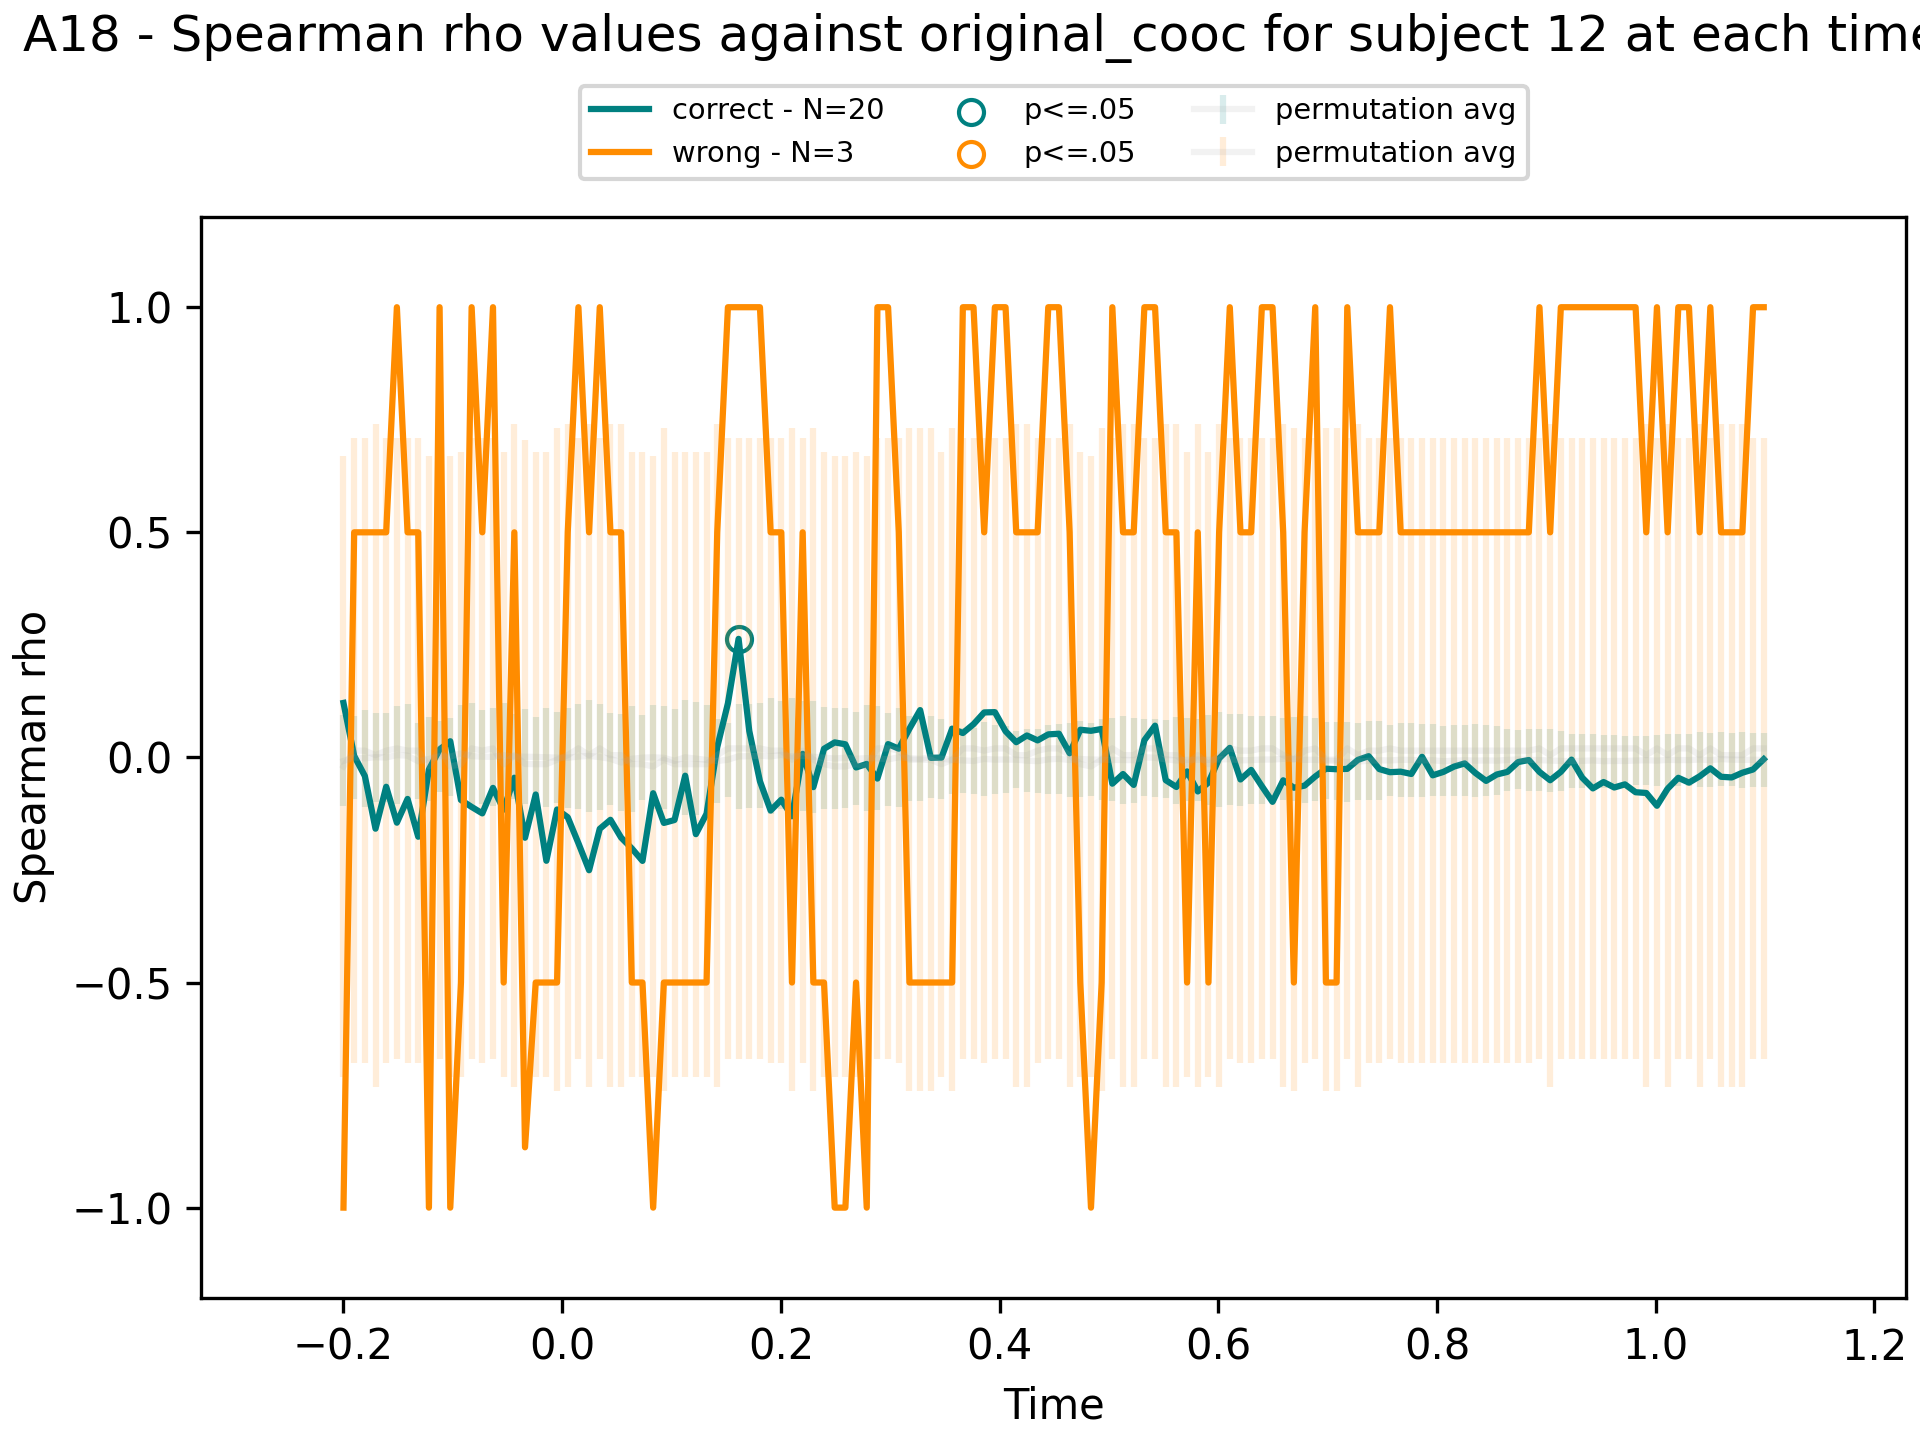 A18 - Spearman rho values against original_cooc for subject 12 at each time
correct - N=20 p<=.05 permutation avg
wrong - N=3 p<=.05 permutation avg
1.0
0.5
0.0
−0.5
−1.0
Spearman rho
−0.2 0.0 0.2 0.4 0.6 0.8 1.0 1.2
Time